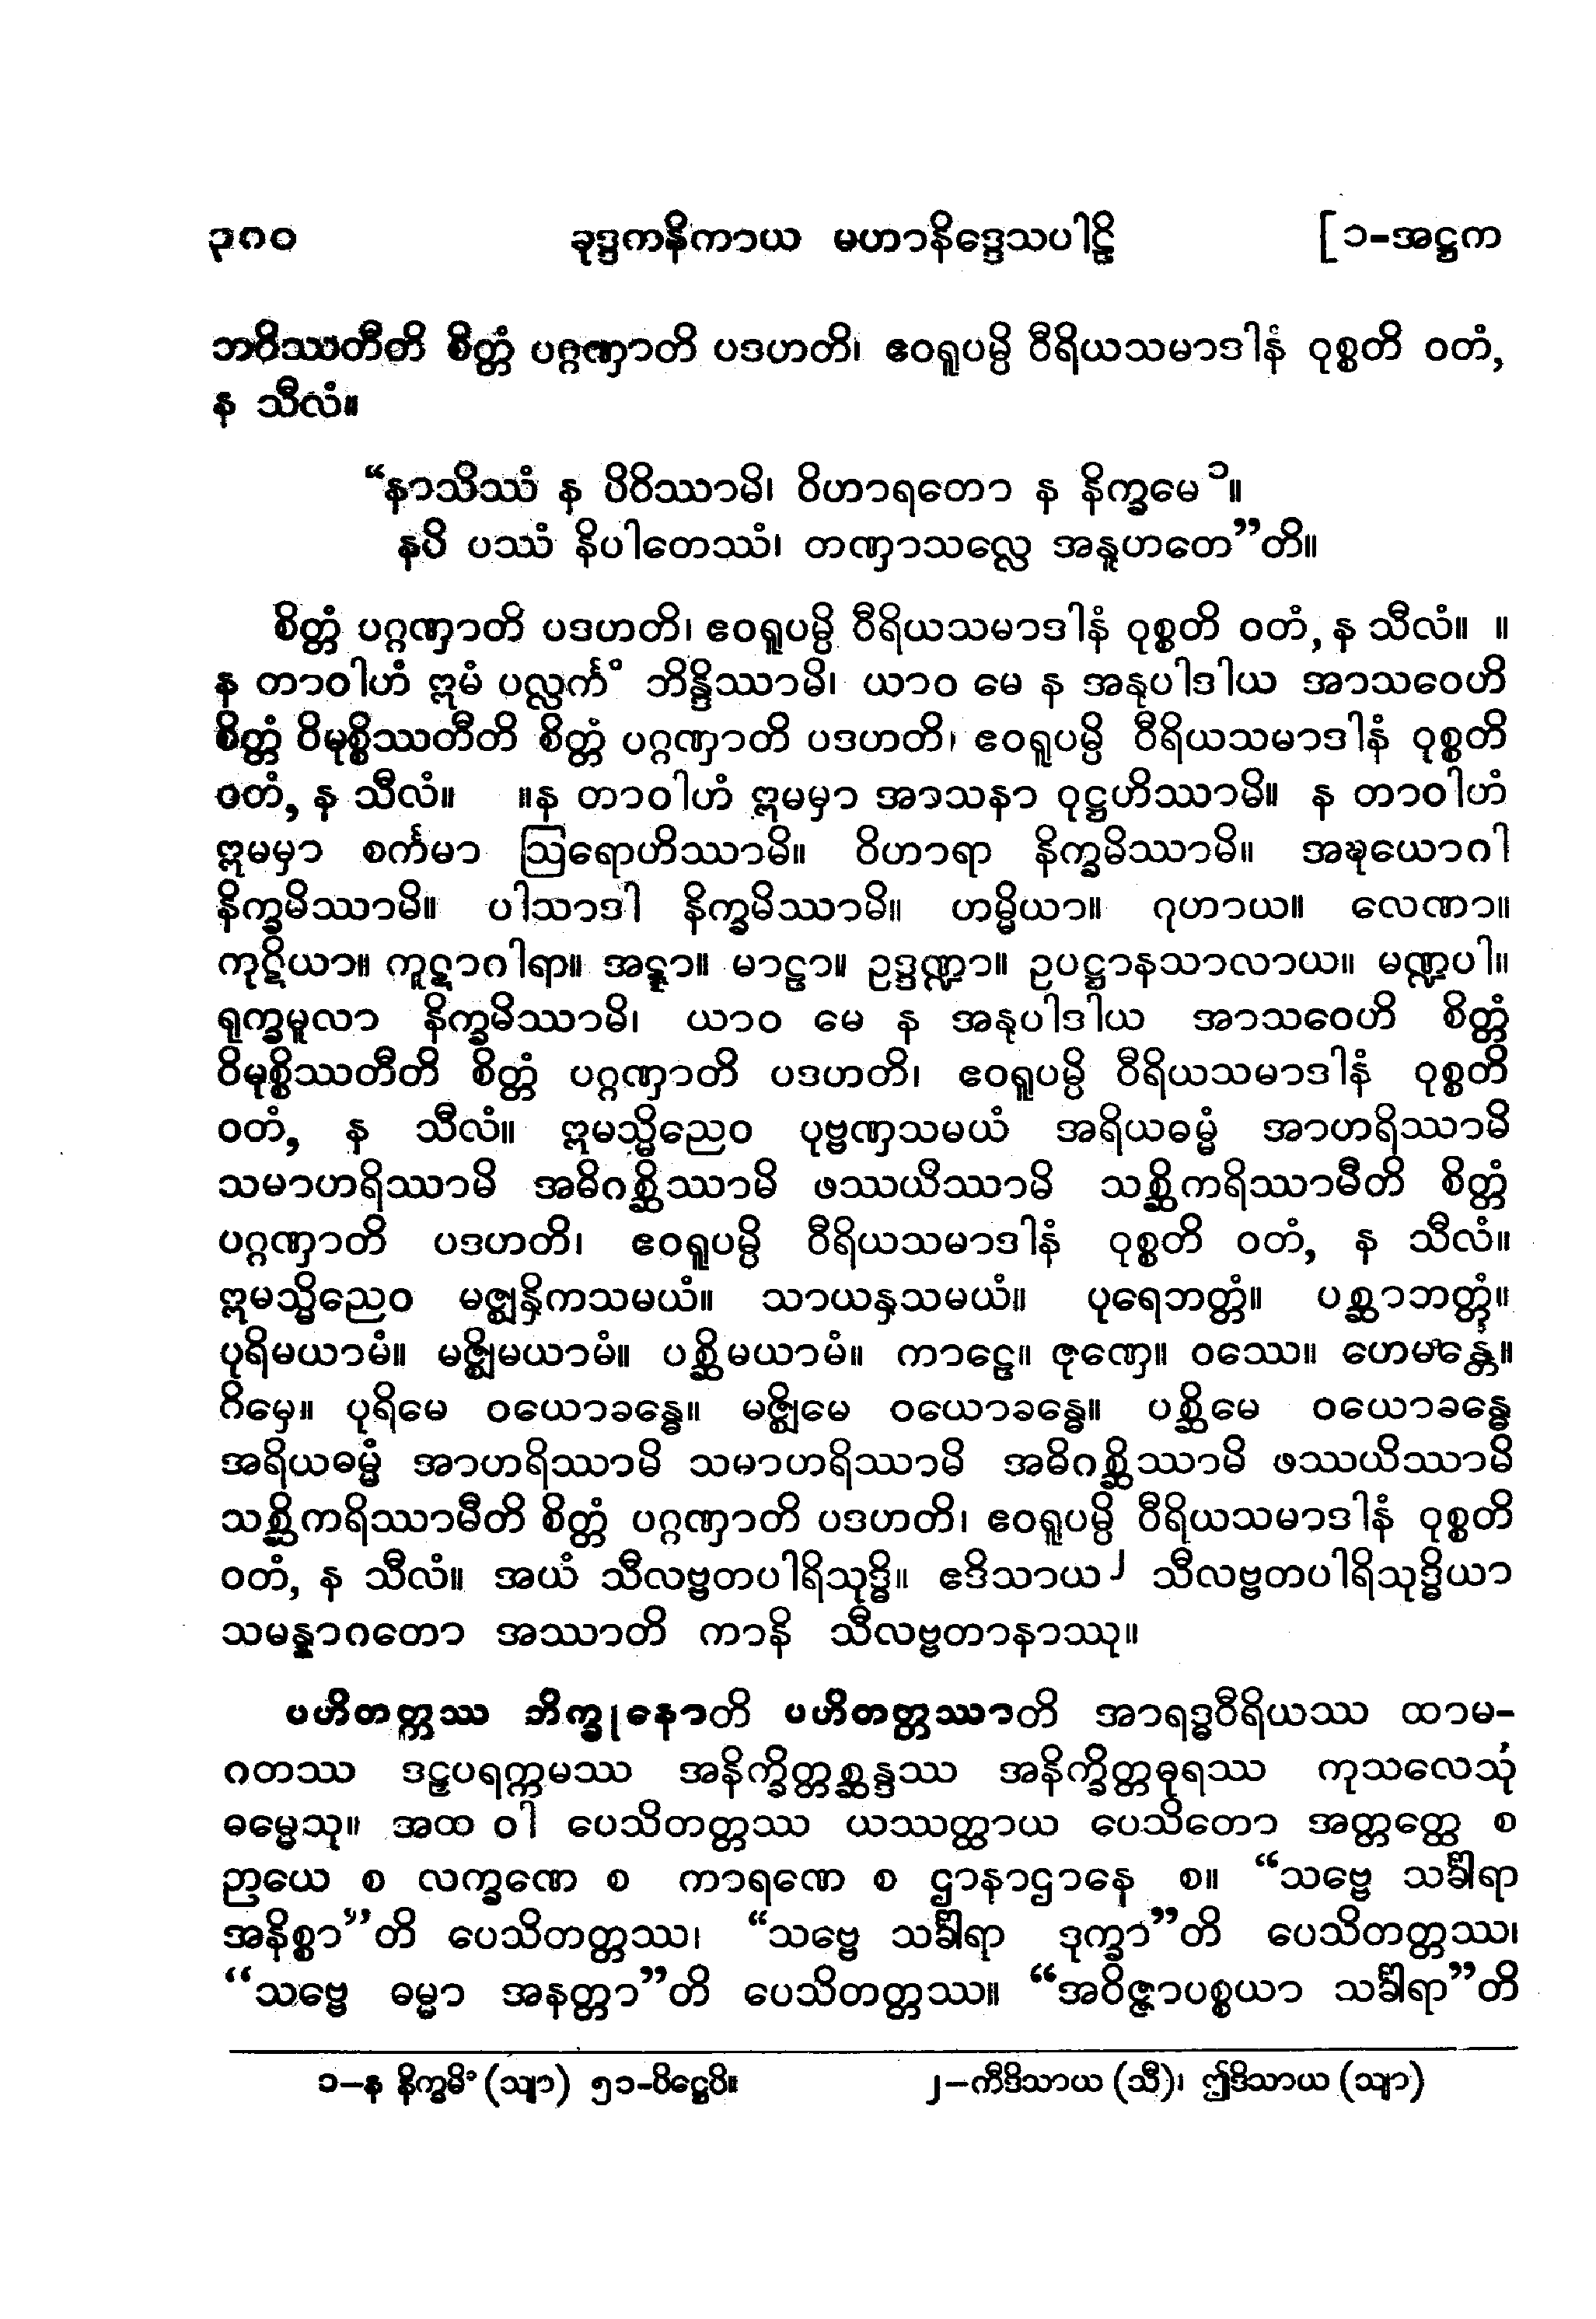 ၃၈၀ ခုဒ္ဒကနိကာယ မဟာနိဒ္ဒေသပါဠိ [၁-အဋ္ဌက
ဘဝိဿတီတိ စိတ္တံ ပဂ္ဂဏှာတိ ပဒဟတိ၊ ဧဝရူပမ္ပိ ဝီရိယသမာဒါနံ ဝုစ္စတိ ဝတံ,
န သီလံ။
“နာသိဿံ န ပိဝိဿာမိ၊ ဝိဟာရတော န နိက္ခမေ ၁။
နပိ ပဿံ နိပါတေဿံ၊ တဏှာသလ္လေ အနူဟတေ”တိ။
စိတ္တံ ပဂ္ဂဏှာတိ ပဒဟတိ၊ ဧဝရူပမ္ပိ ဝီရိယသမာဒါနံ ဝုစ္စတိ ဝတံ, န သီလံ။ ။
န တာဝါဟံ ဣမံ ပလ္လင်္ကံ ဘိန္ဒိဿာမိ၊ ယာဝ မေ န အနုပါဒါယ အာသဝေဟိ
စိတ္တံ ဝိမုစ္စိဿတီတိ စိတ္တံ ပဂ္ဂဏှာတိ ပဒဟတိ၊ ဧဝရူပမ္ပိ ဝီရိယသမာဒါနံ ဝုစ္စတိ
ဝတံ, န သီလံ။ ။န တာဝါဟံ ဣမမှာ အာသနာ ဝုဋ္ဌဟိဿာမိ။ န တာဝါဟံ
ဣမမှာ စင်္ကမာ ဩရောဟိဿာမိ။ ဝိဟာရာ နိက္ခမိဿာမိ။ အဍ္ဎယောဂါ
နိက္ခမိဿာမိ။ ပါသာဒါ နိက္ခမိဿာမိ။ ဟမ္မိယာ။ ဂုဟာယ။ လေဏာ။
ကုဋိယာ။ ကူဋာဂါရာ။ အဋ္ဋာ။ မာဠာ။ ဥဒ္ဒဏ္ဍာ။ ဥပဋ္ဌာနသာလာယ။ မဏ္ဍပါ။
ရုက္ခမူလာ နိက္ခမိဿာမိ၊ ယာဝ မေ န အနုပါဒါယ အာသဝေဟိ စိတ္တံ
ဝိမုစ္စိဿတီတိ စိတ္တံ ပဂ္ဂဏှာတိ ပဒဟတိ၊ ဧဝရူပမ္ပိ ဝီရိယသမာဒါနံ ဝုစ္စတိ
ဝတံ, န သီလံ။ ဣမသ္မိညေဝ ပုဗ္ဗဏှသမယံ အရိယဓမ္မံ အာဟရိဿာမိ
သမာဟရိဿာမိ အဓိဂစ္ဆိဿာမိ ဖဿယိဿာမိ သစ္ဆိကရိဿာမီတိ စိတ္တံ
ပဂ္ဂဏှာတိ ပဒဟတိ၊ ဧဝရူပမ္ပိ ဝီရိယသမာဒါနံ ဝုစ္စတိ ဝတံ, န သီလံ။
ဣမသ္မိညေဝ မဇ္ဈနှိကသမယံ။ သာယနှသမယံ။ ပုရေဘတ္တံ။ ပစ္ဆာဘတ္တံ။
ပုရိမယာမံ။ မဇ္ဈိမယာမံ။ ပစ္ဆိမယာမံ။ ကာဠေ။ ဇုဏှေ။ ဝဿေ။ ဟေမန္တေ။
ဂိမှေ။ ပုရိမေ ဝယောခန္ဓေ။ မဇ္ဈိမေ ဝယောခန္ဓေ။ ပစ္ဆိမေ ဝယောခန္ဓေ
အရိယဓမ္မံ အာဟရိဿာမိ သမာဟရိဿာမိ အဓိဂစ္ဆိဿာမိ ဖဿယိဿာမိ
သစ္ဆိကရိဿာမီတိ စိတ္တံ ပဂ္ဂဏှာတိ ပဒဟတိ၊ ဧဝရူပမ္ပိ ဝီရိယသမာဒါနံ ဝုစ္စတိ
ဝတံ, န သီလံ။ အယံ သီလဗ္ဗတပါရိသုဒ္ဓိ။ ဧဒိသာယ ၂ သီလဗ္ဗတပါရိသုဒ္ဓိယာ
သမန္နာဂတော အဿာတိ ကာနိ သီလဗ္ဗတာနာဿု။
ပဟိတတ္တဿ ဘိက္ခုနောတိ ပဟိတတ္တဿာတိ အာရဒ္ဓဝီရိယဿ ထာမ-
ဂတဿ ဒဠှပရက္ကမဿ အနိက္ခိတ္တစ္ဆန္ဒဿ အနိက္ခိတ္တဓုရဿ ကုသလေသု
ဓမ္မေသု။ အထ ဝါ ပေသိတတ္တဿ ယဿတ္ထာယ ပေသိတော အတ္တတ္ထေ စ
ဉာယေ စ လက္ခဏေ စ ကာရဏေ စ ဌာနာဌာနေ စ။ “သဗ္ဗေ သင်္ခါရာ
အနိစ္စာ”တိ ပေသိတတ္တဿ၊ “သဗ္ဗေ သင်္ခါရာ ဒုက္ခာ”တိ ပေသိတတ္တဿ၊
“သဗ္ဗေ ဓမ္မာ အနတ္တာ”တိ ပေသိတတ္တဿ။ “အဝိဇ္ဇာပစ္စယာ သင်္ခါရာ”တိ
၁–န နိက္ခမိံ (သျာ) ၅၁-ပိဋ္ဌေပိ။ ၂–ကီဒိသာယ (သီ)၊ ဤဒိသာယ (သျာ)